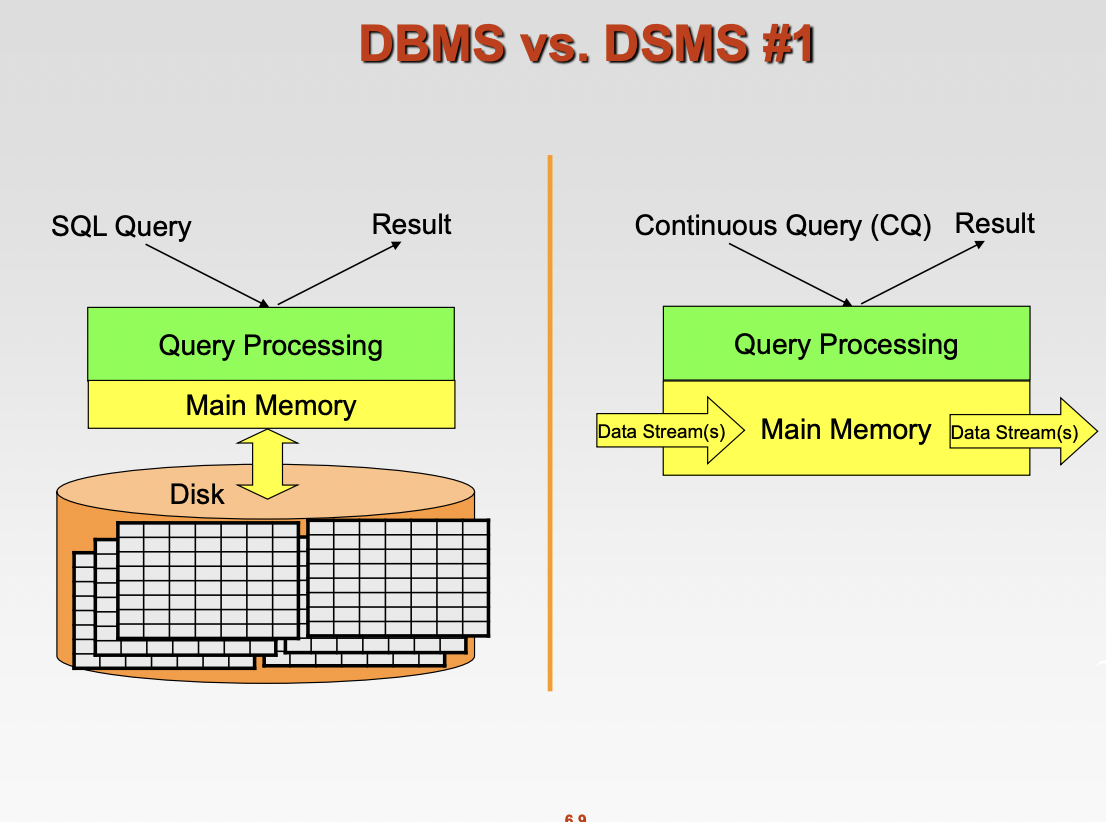 DBMS vs. DSMS #1
SQL Query
Result
Query Processing
Main Memory
Disk
Continuous Query (CQ)
Result
Query Processing
Data Stream(s)
Main Memory
Data Stream(s)
6.9